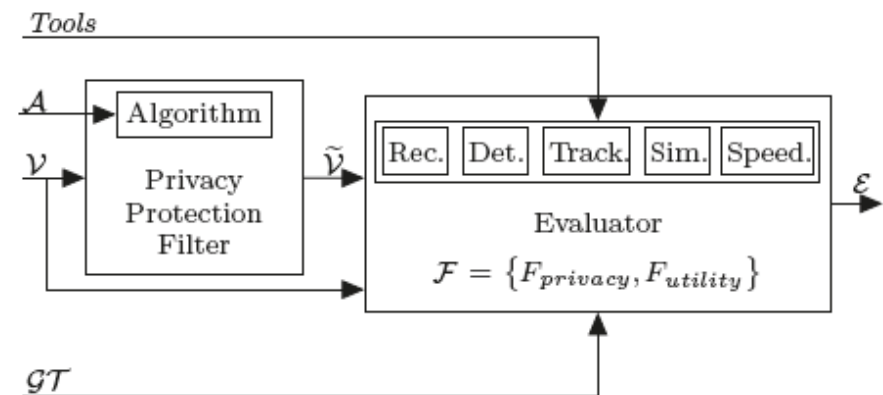 Tools
𝒜
Algorithm
𝒱
Privacy
Protection
Filter
𝒱̃
Rec. Det. Track. Sim. Speed.
Evaluator
ℱ = {F_privacy, F_utility}
ℰ
𝒢𝒯